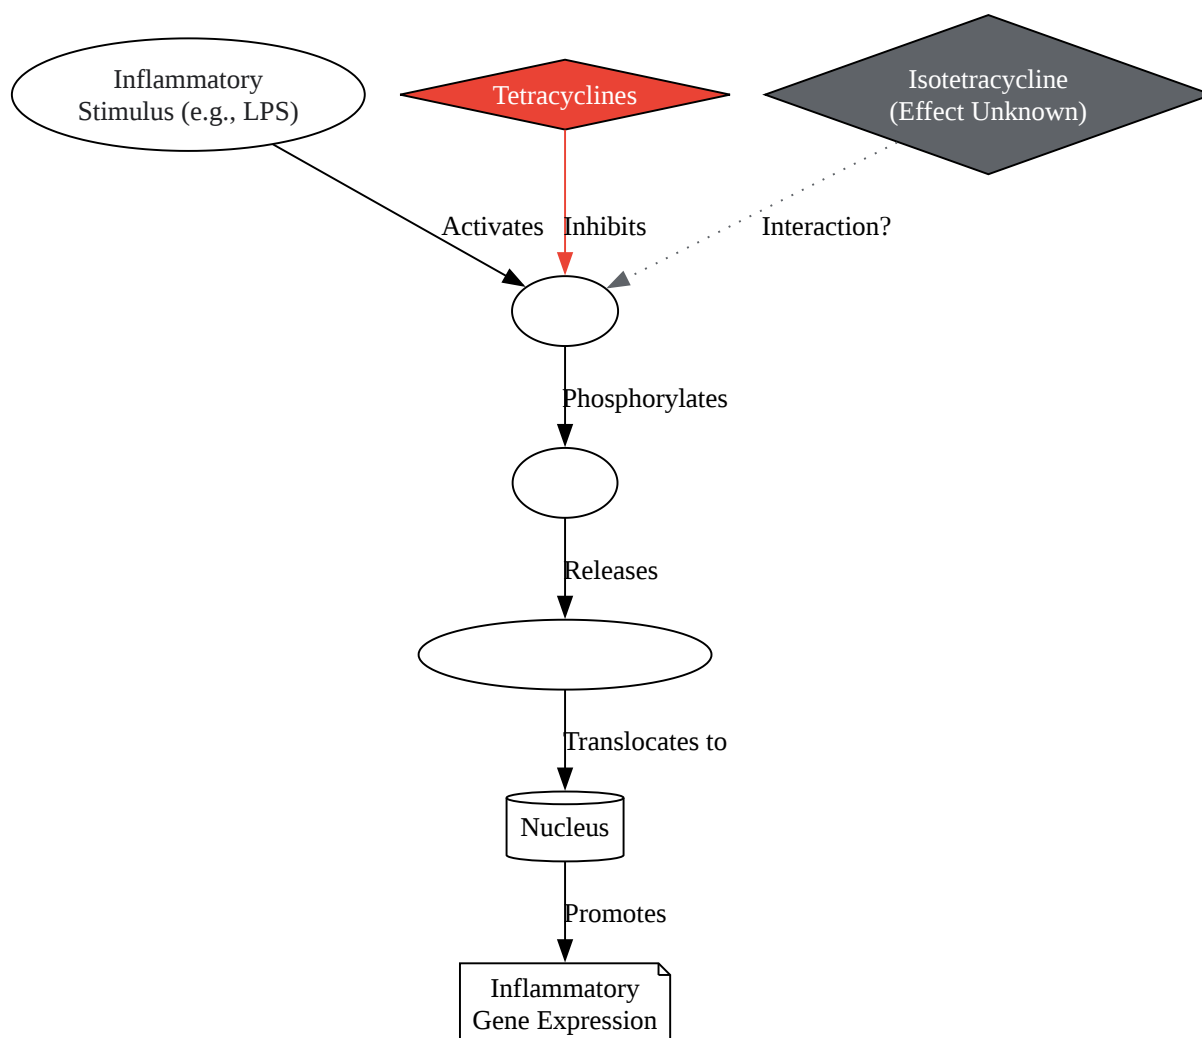 Inflammatory
Stimulus (e.g., LPS)
Tetracyclines
Isotetracycline
(Effect Unknown)
Activates
Inhibits
Interaction?
Phosphorylates
Releases
Translocates to
Nucleus
Promotes
Inflammatory
Gene Expression